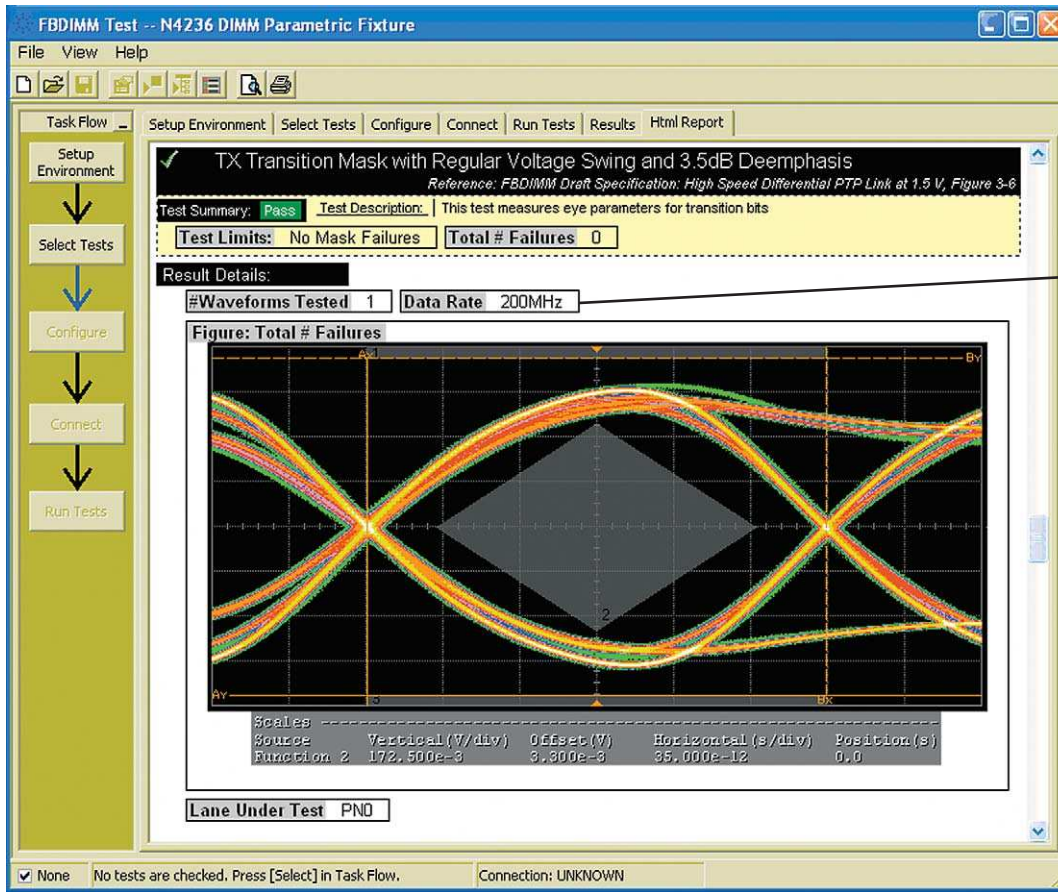 FBDIMM Test -- N4236 DIMM Parametric Fixture
File View Help
Task Flow
Setup Environment
Select Tests
Configure
Connect
Run Tests
Setup Environment Select Tests Configure Connect Run Tests Results Html Report
TX Transition Mask with Regular Voltage Swing and 3.5dB Deemphasis
Reference: FBDIMM Draft Specification: High Speed Differential PTP Link at 1.5 V, Figure 3-6
Test Summary: Pass Test Description: This test measures eye parameters for transition bits
Test Limits: No Mask Failures Total # Failures 0
Result Details:
#Waveforms Tested 1 Data Rate 200MHz
Figure: Total # Failures
Ax 1 By
2
Ay 3 Bx
Scales
Source Vertical(V/div) Offset(V) Horizontal(s/div) Position(s)
Function 2 172.500e-3 3.300e-3 35.000e-12 0.0
Lane Under Test PN0
None No tests are checked. Press [Select] in Task Flow. Connection: UNKNOWN